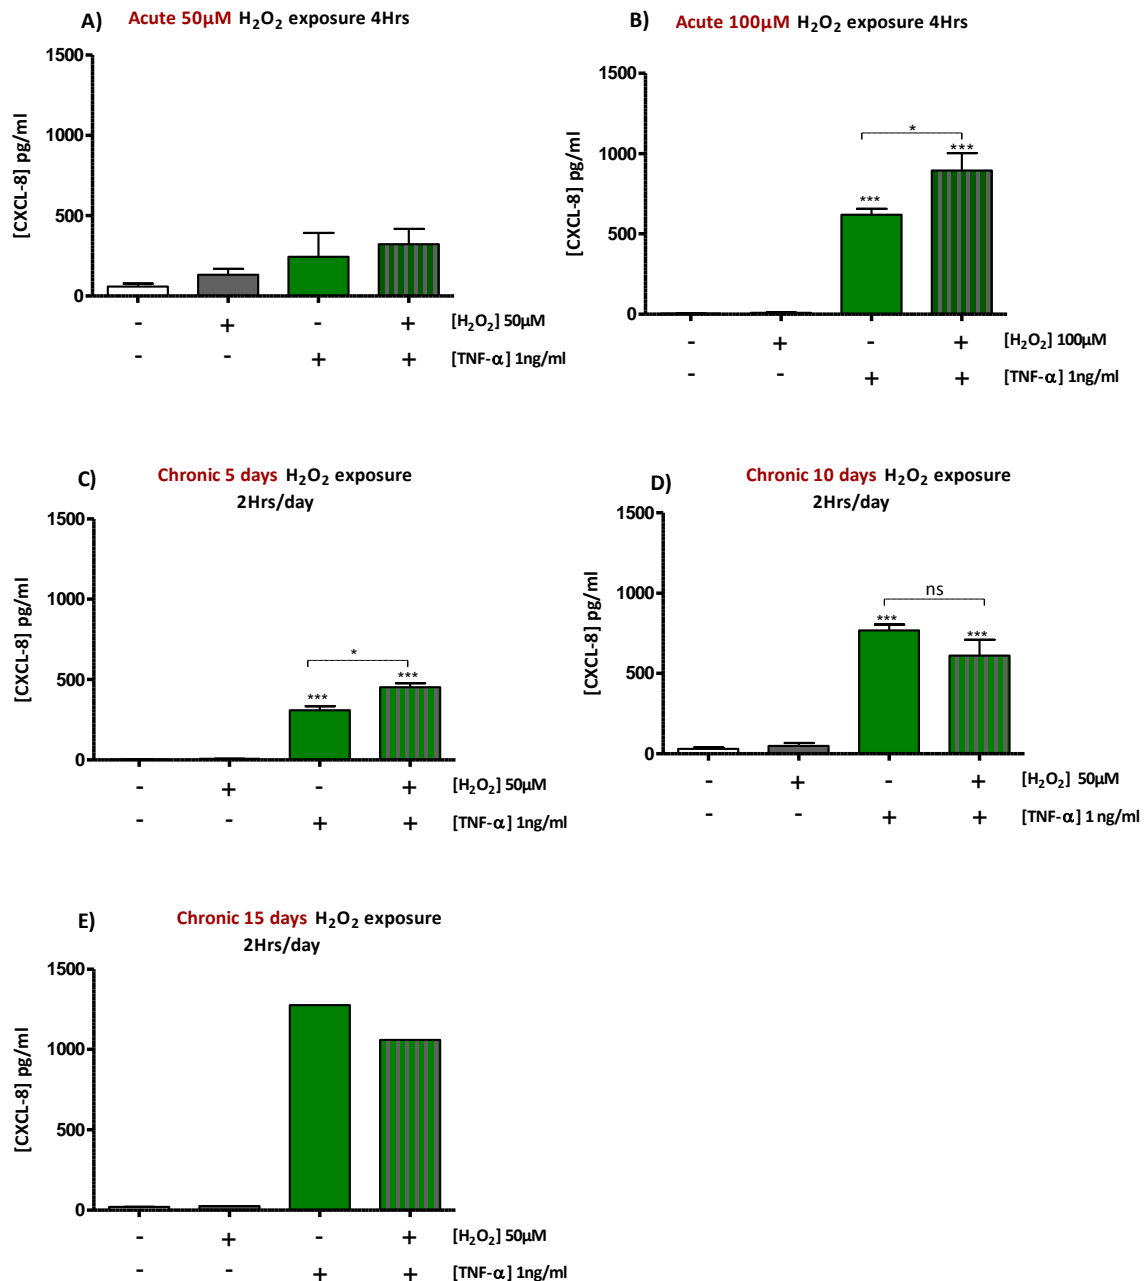 A) Acute 50µM H₂O₂ exposure 4Hrs
[CXCL-8] pg/ml
1500
1000
500
0
- + - + [H₂O₂] 50µM
- - + + [TNF-α] 1ng/ml
B) Acute 100µM H₂O₂ exposure 4Hrs
[CXCL-8] pg/ml
1500
1000
500
0
*
***
***
- + - + [H₂O₂] 100µM
- - + + [TNF-α] 1ng/ml
C) Chronic 5 days H₂O₂ exposure
2Hrs/day
[CXCL-8] pg/ml
1500
1000
500
0
*
***
***
- + - + [H₂O₂] 50µM
- - + + [TNF-α] 1ng/ml
D) Chronic 10 days H₂O₂ exposure
2Hrs/day
[CXCL-8] pg/ml
1500
1000
500
0
ns
***
***
- + - + [H₂O₂] 50µM
- - + + [TNF-α] 1 ng/ml
E) Chronic 15 days H₂O₂ exposure
2Hrs/day
[CXCL-8] pg/ml
1500
1000
500
0
- + - + [H₂O₂] 50µM
- - + + [TNF-α] 1ng/ml